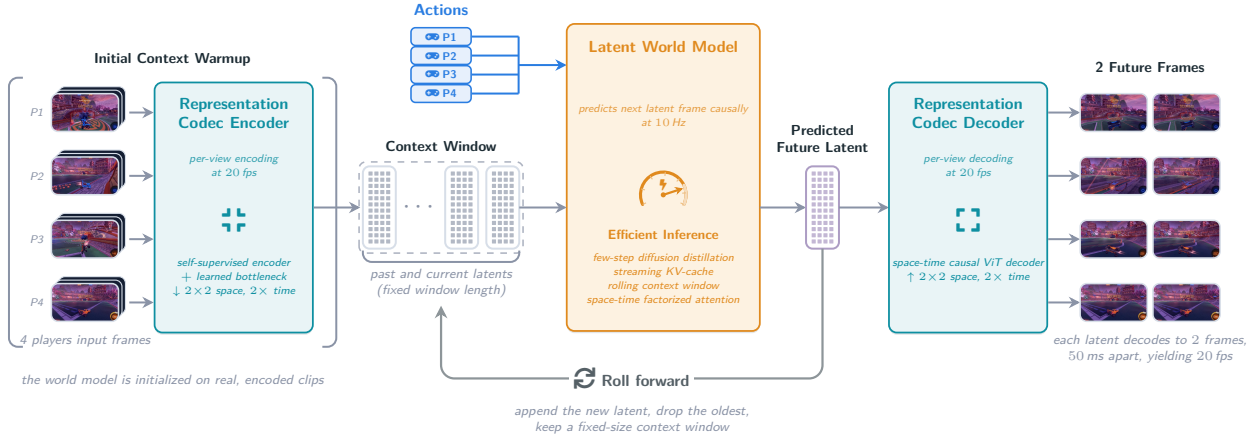 Actions
P1
P2
P3
P4
Initial Context Warmup
P1
P2
P3
P4
4 players input frames
the world model is initialized on real, encoded clips
Representation
Codec Encoder
per-view encoding
at 20 fps
self-supervised encoder
+ learned bottleneck
↓ 2×2 space, 2× time
Context Window
· · ·
past and current latents
(fixed window length)
Latent World Model
predicts next latent frame causally
at 10 Hz
Efficient Inference
few-step diffusion distillation
streaming KV-cache
rolling context window
space-time factorized attention
Predicted
Future Latent
Representation
Codec Decoder
per-view decoding
at 20 fps
space-time causal ViT decoder
↑ 2×2 space, 2× time
2 Future Frames
each latent decodes to 2 frames,
50 ms apart, yielding 20 fps
Roll forward
append the new latent, drop the oldest,
keep a fixed-size context window